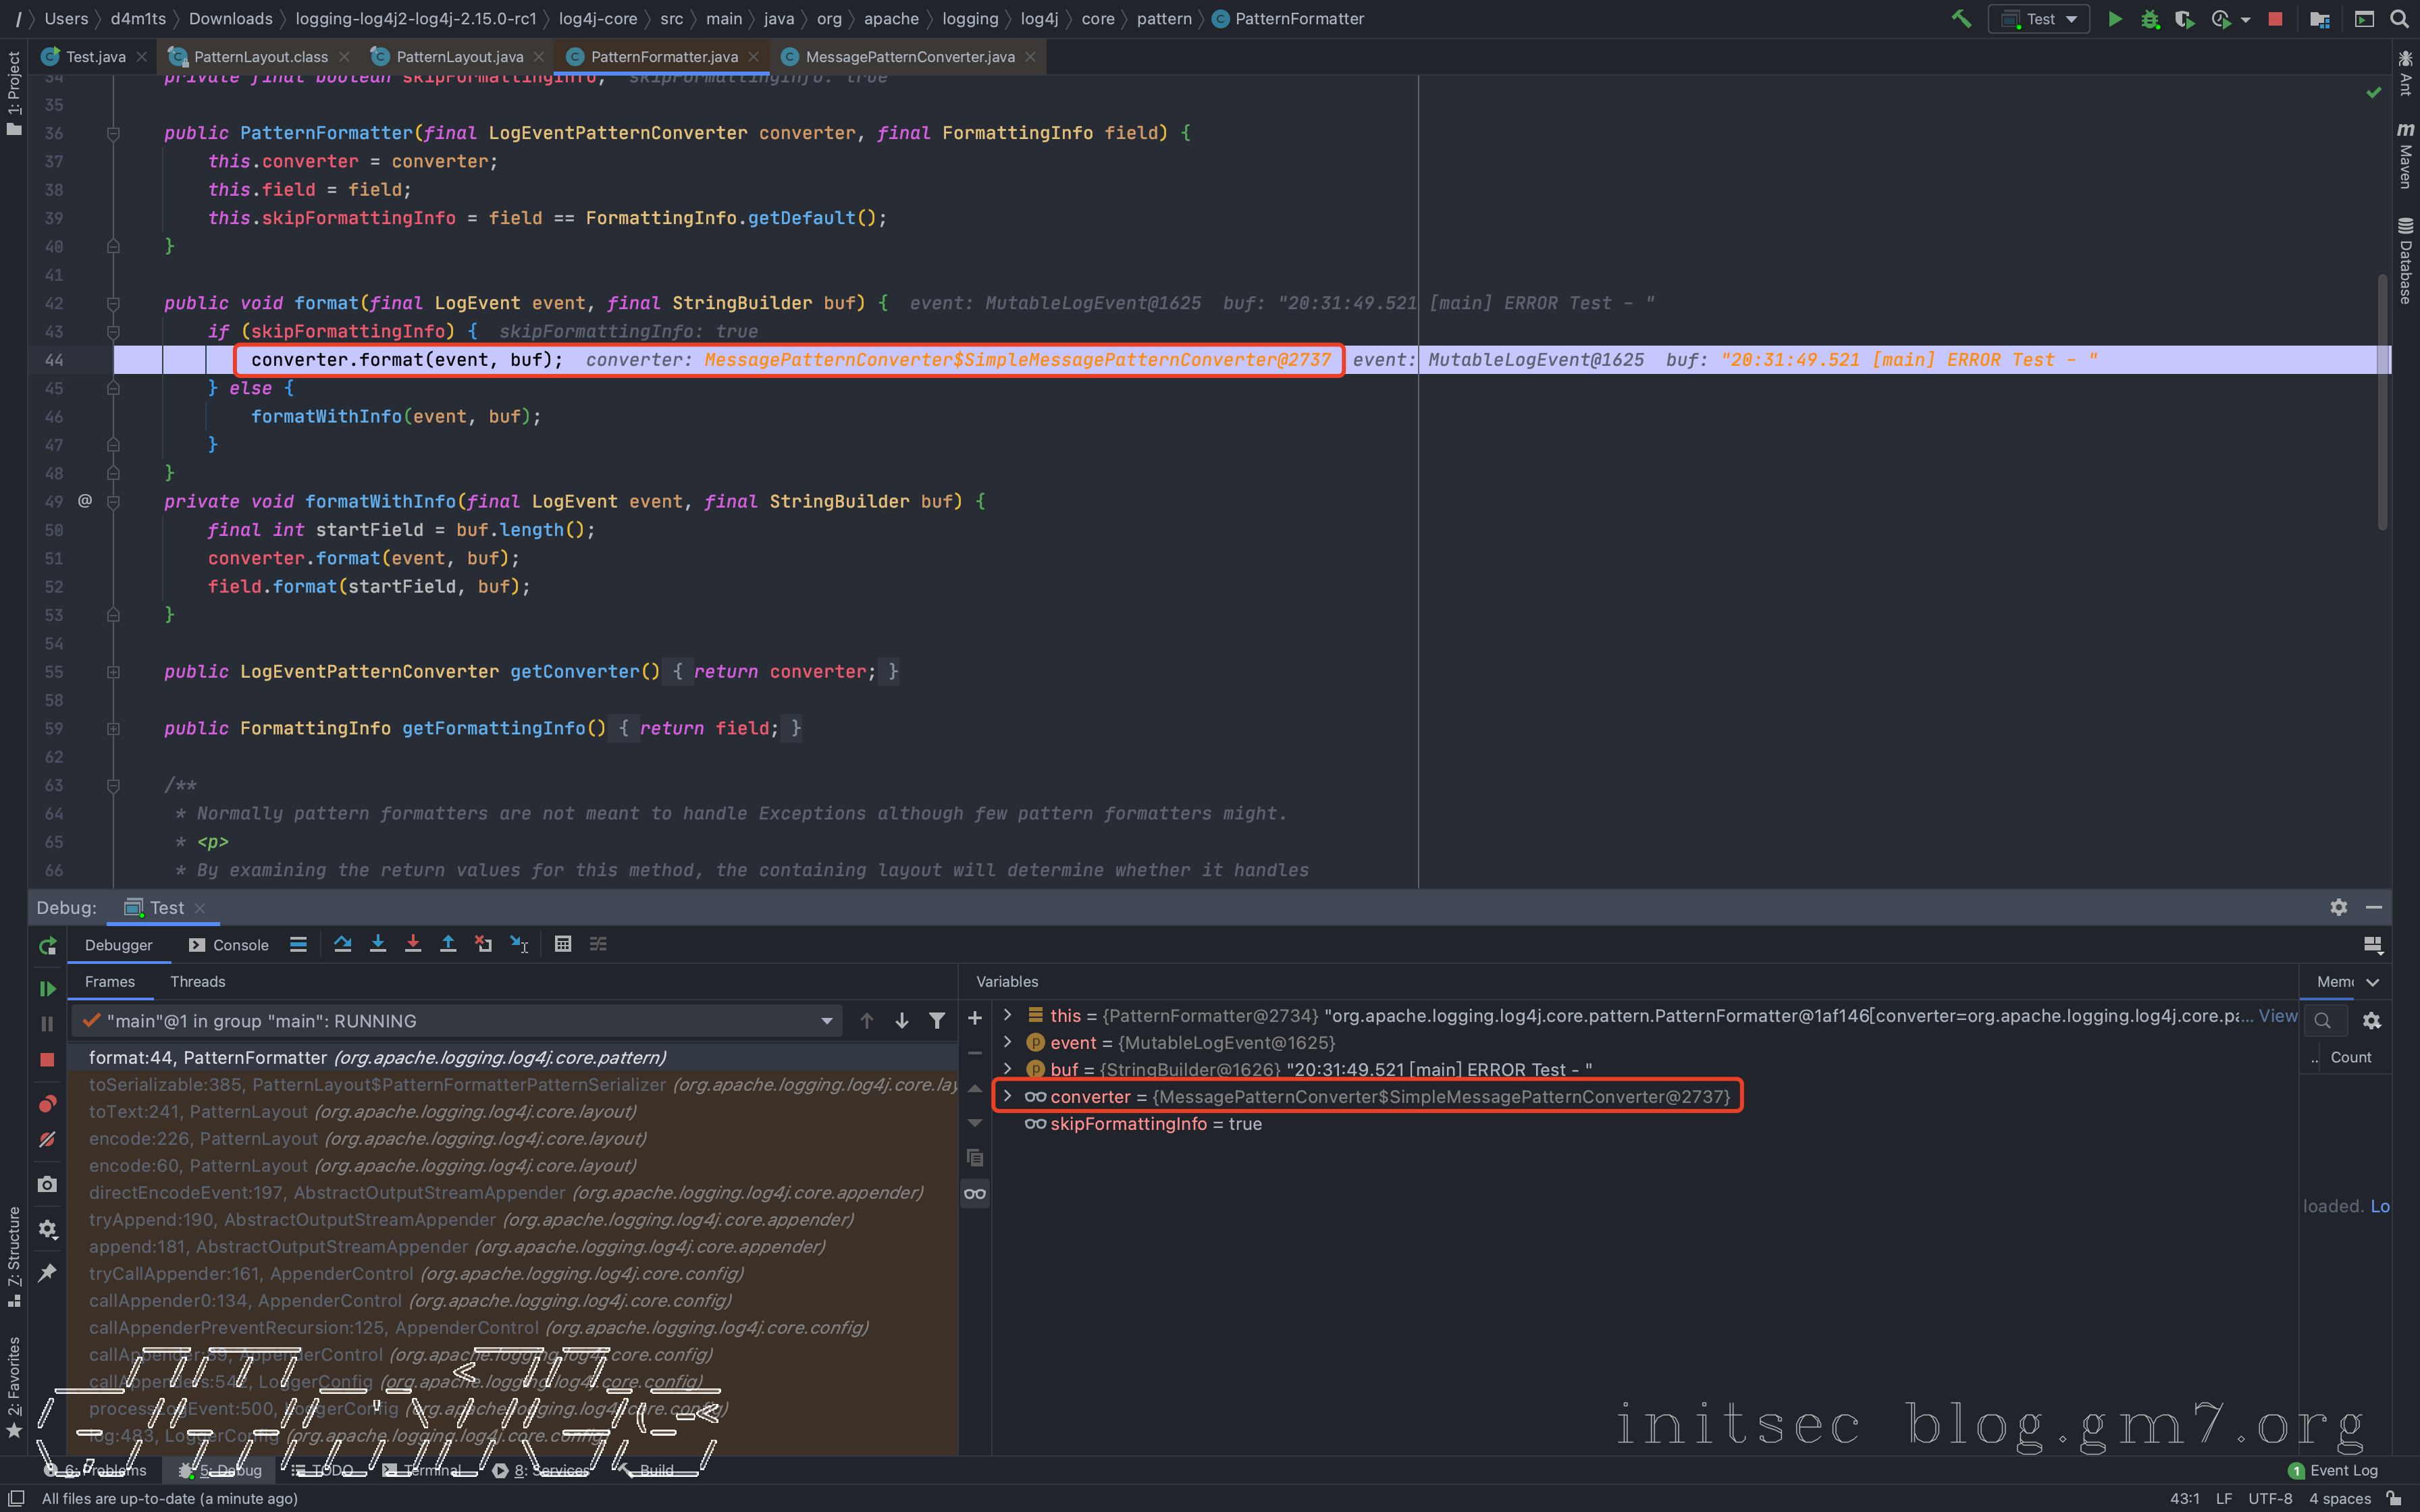 / Users d4m1ts Downloads logging-log4j2-log4j-2.15.0-rc1 log4j-core src main java org apache logging log4j core pattern PatternFormatter
Test
Test.java PatternLayout.class PatternLayout.java PatternFormatter.java MessagePatternConverter.java
1: Project
Ant
Maven
Database
34 private final boolean skipFormattingInfo; skipFormattingInfo: true
35
36 public PatternFormatter(final LogEventPatternConverter converter, final FormattingInfo field) {
37 this.converter = converter;
38 this.field = field;
39 this.skipFormattingInfo = field == FormattingInfo.getDefault();
40 }
41
42 public void format(final LogEvent event, final StringBuilder buf) { event: MutableLogEvent@1625 buf: "20:31:49.521 [main] ERROR Test - "
43 if (skipFormattingInfo) { skipFormattingInfo: true
44 converter.format(event, buf); converter: MessagePatternConverter$SimpleMessagePatternConverter@2737 event: MutableLogEvent@1625 buf: "20:31:49.521 [main] ERROR Test - "
45 } else {
46 formatWithInfo(event, buf);
47 }
48 }
49 @ private void formatWithInfo(final LogEvent event, final StringBuilder buf) {
50 final int startField = buf.length();
51 converter.format(event, buf);
52 field.format(startField, buf);
53 }
54
55 public LogEventPatternConverter getConverter() { return converter; }
58
59 public FormattingInfo getFormattingInfo() { return field; }
62
63 /**
64 * Normally pattern formatters are not meant to handle Exceptions although few pattern formatters might.
65 * <p>
66 * By examining the return values for this method, the containing layout will determine whether it handles
Debug: Test
Debugger Console
Frames Threads
"main"@1 in group "main": RUNNING
format:44, PatternFormatter (org.apache.logging.log4j.core.pattern)
toSerializable:385, PatternLayout$PatternFormatterPatternSerializer (org.apache.logging.log4j.core.lay
toText:241, PatternLayout (org.apache.logging.log4j.core.layout)
encode:226, PatternLayout (org.apache.logging.log4j.core.layout)
encode:60, PatternLayout (org.apache.logging.log4j.core.layout)
directEncodeEvent:197, AbstractOutputStreamAppender (org.apache.logging.log4j.core.appender)
tryAppend:190, AbstractOutputStreamAppender (org.apache.logging.log4j.core.appender)
append:181, AbstractOutputStreamAppender (org.apache.logging.log4j.core.appender)
tryCallAppender:161, AppenderControl (org.apache.logging.log4j.core.config)
callAppender0:134, AppenderControl (org.apache.logging.log4j.core.config)
callAppenderPreventRecursion:125, AppenderControl (org.apache.logging.log4j.core.config)
callAppender:89, AppenderControl (org.apache.logging.log4j.core.config)
callAppenders:542, LoggerConfig (org.apache.logging.log4j.core.config)
processLogEvent:500, LoggerConfig (org.apache.logging.log4j.core.config)
log:483, LoggerConfig (org.apache.logging.log4j.core.config)
Variables
this = {PatternFormatter@2734} "org.apache.logging.log4j.core.pattern.PatternFormatter@1af146[converter=org.apache.logging.log4j.core.pa... View
event = {MutableLogEvent@1625}
buf = {StringBuilder@1626} "20:31:49.521 [main] ERROR Test - "
converter = {MessagePatternConverter$SimpleMessagePatternConverter@2737}
skipFormattingInfo = true
Memo
.. Count
loaded. Lo
7: Structure
2: Favorites
initsec blog.gm7.org
6: Problems 5: Debug TODO Terminal 8: Services Build
1 Event Log
All files are up-to-date (a minute ago)
43:1 LF UTF-8 4 spaces